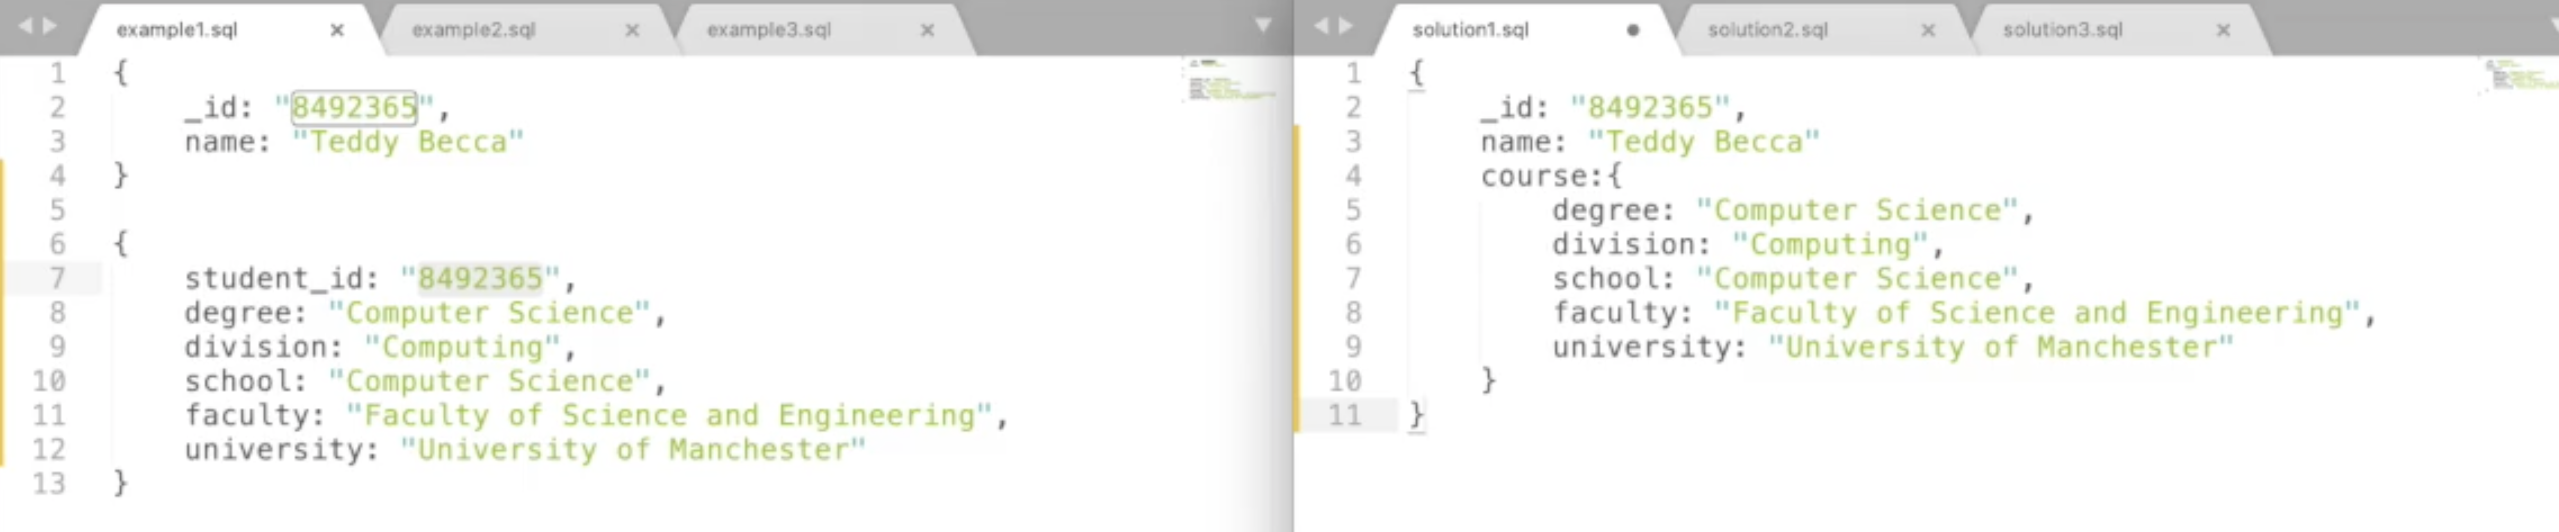 example1.sql × example2.sql × example3.sql ×
1 {
2 _id: "8492365",
3 name: "Teddy Becca"
4 }
5
6 {
7 student_id: "8492365",
8 degree: "Computer Science",
9 division: "Computing",
10 school: "Computer Science",
11 faculty: "Faculty of Science and Engineering",
12 university: "University of Manchester"
13 }
solution1.sql solution2.sql × solution3.sql ×
1 {
2 _id: "8492365",
3 name: "Teddy Becca"
4 course:{
5 degree: "Computer Science",
6 division: "Computing",
7 school: "Computer Science",
8 faculty: "Faculty of Science and Engineering",
9 university: "University of Manchester"
10 }
11 }